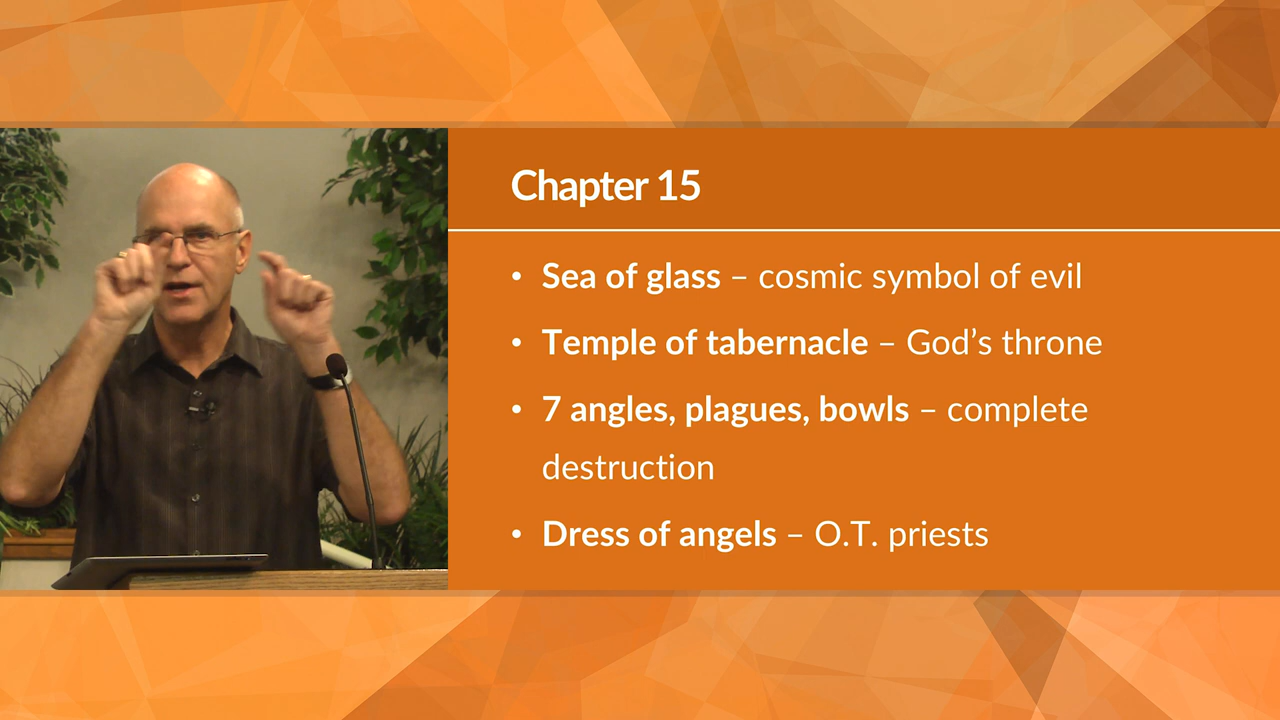 Chapter 15
• Sea of glass – cosmic symbol of evil
• Temple of tabernacle – God’s throne
• 7 angles, plagues, bowls – complete
destruction
• Dress of angels – O.T. priests